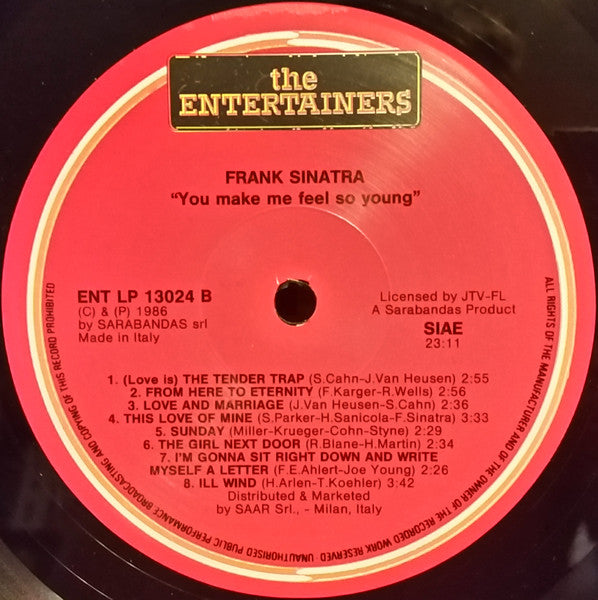 the
ENTERTAINERS
FRANK SINATRA
"You make me feel so young"
ENT LP 13024 B
(C) & (P) 1986
by SARABANDAS srl
Made in Italy
Licensed by JTV-FL
A Sarabandas Product
SIAE
23:11
1. (Love is) THE TENDER TRAP (S.Cahn-J.Van Heusen) 2:55
2. FROM HERE TO ETERNITY (F.Karger-R.Wells) 2:56
3. LOVE AND MARRIAGE (J.Van Heusen-S.Cahn) 2:36
4. THIS LOVE OF MINE (S.Parker-H.Sanicola-F.Sinatra) 3:33
5. SUNDAY (Miller-Krueger-Cohn-Styne) 2:29
6. THE GIRL NEXT DOOR (R.Blane-H.Martin) 2:34
7. I'M GONNA SIT RIGHT DOWN AND WRITE
MYSELF A LETTER (F.E.Ahlert-Joe Young) 2:26
8. ILL WIND (H.Arlen-T.Koehler) 3:42
Distributed & Marketed
by SAAR Srl., - Milan, Italy
ALL RIGHTS OF THE MANUFACTURER AND OF THE OWNER OF THE RECORDED WORK RESERVED · UNAUTHORISED PUBLIC PERFORMANCE BROADCASTING AND COPYING OF THIS RECORD PROHIBITED